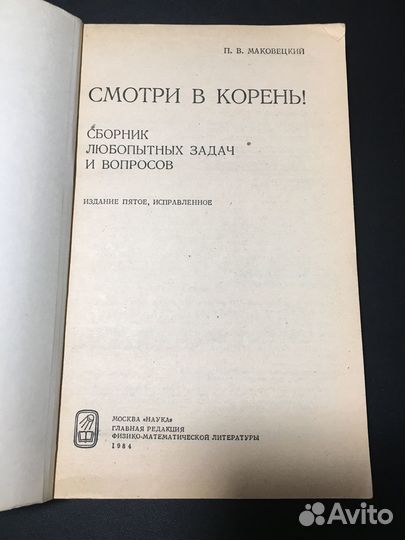 П. В. МАКОВЕЦКИЙ
СМОТРИ В КОРЕНЬ!
СБОРНИК
ЛЮБОПЫТНЫХ ЗАДАЧ
И ВОПРОСОВ
ИЗДАНИЕ ПЯТОЕ, ИСПРАВЛЕННОЕ
МОСКВА «НАУКА»
ГЛАВНАЯ РЕДАКЦИЯ
ФИЗИКО-МАТЕМАТИЧЕСКОЙ ЛИТЕРАТУРЫ
1984
Avito